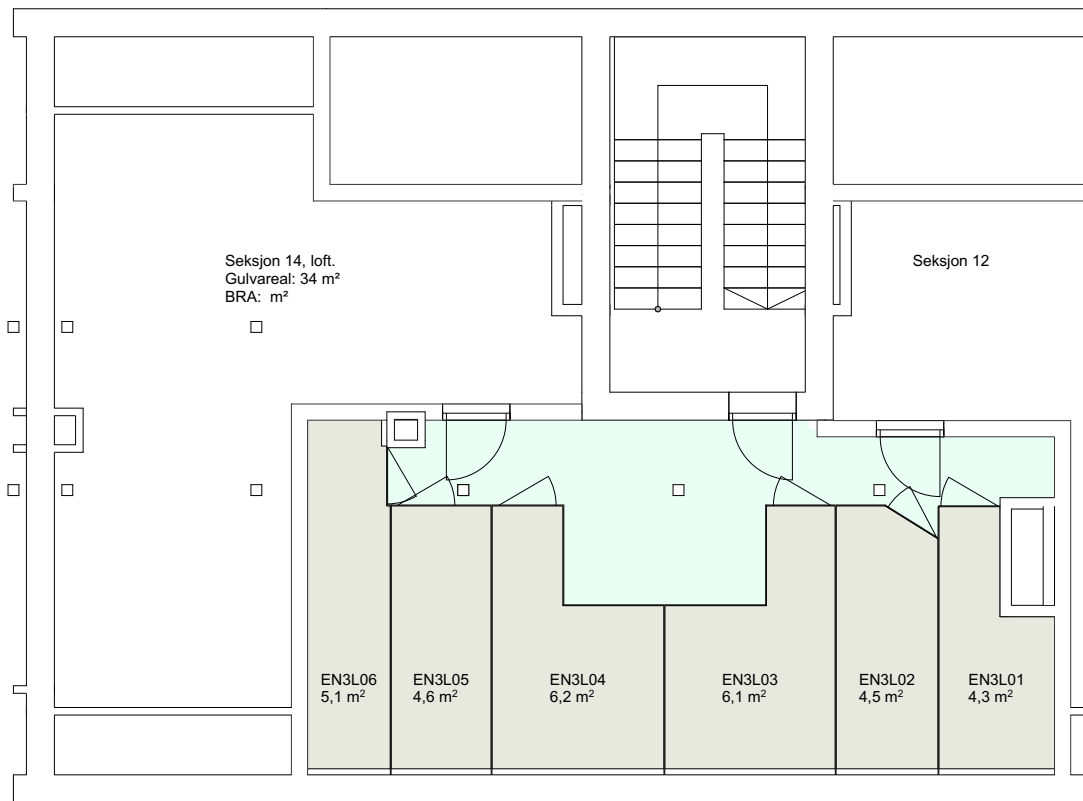 Seksjon 14, loft.
Gulvareal: 34 m²
BRA: m²
Seksjon 12
EN3L06
5,1 m²
EN3L05
4,6 m²
EN3L04
6,2 m²
EN3L03
6,1 m²
EN3L02
4,5 m²
EN3L01
4,3 m²